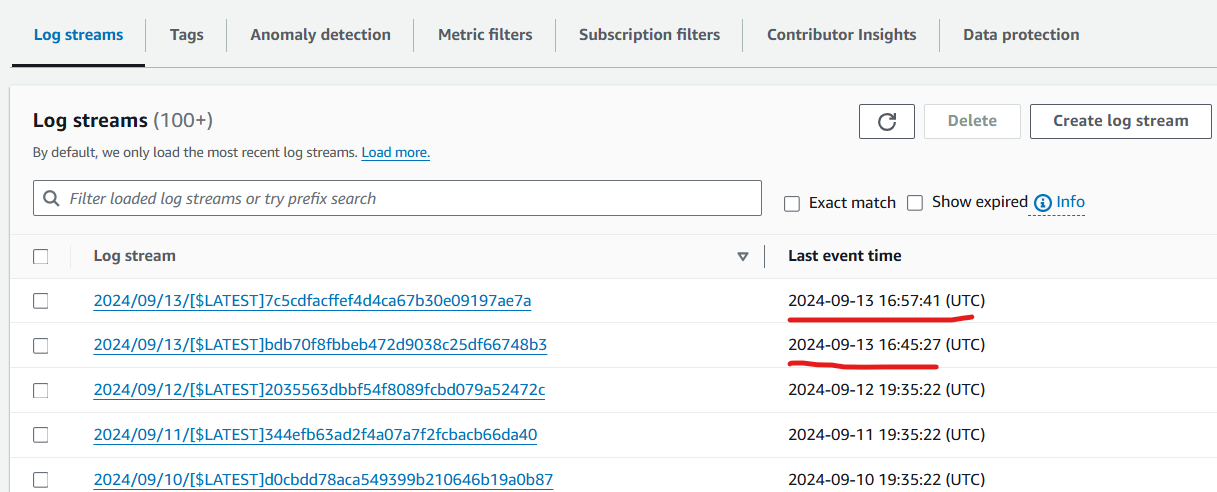 Log streams Tags Anomaly detection Metric filters Subscription filters Contributor Insights Data protection
Log streams (100+) Delete Create log stream
By default, we only load the most recent log streams. Load more.
Filter loaded log streams or try prefix search Exact match Show expired Info
Log stream Last event time
2024/09/13/[$LATEST]7c5cdfacffef4d4ca67b30e09197ae7a 2024-09-13 16:57:41 (UTC)
2024/09/13/[$LATEST]bdb70f8fbbeb472d9038c25df66748b3 2024-09-13 16:45:27 (UTC)
2024/09/12/[$LATEST]2035563dbbf54f8089fcbd079a52472c 2024-09-12 19:35:22 (UTC)
2024/09/11/[$LATEST]344efb63ad2f4a07a7f2fcbacb66da40 2024-09-11 19:35:22 (UTC)
2024/09/10/[$LATEST]d0cbdd78aca549399b210646b19a0b87 2024-09-10 19:35:22 (UTC)